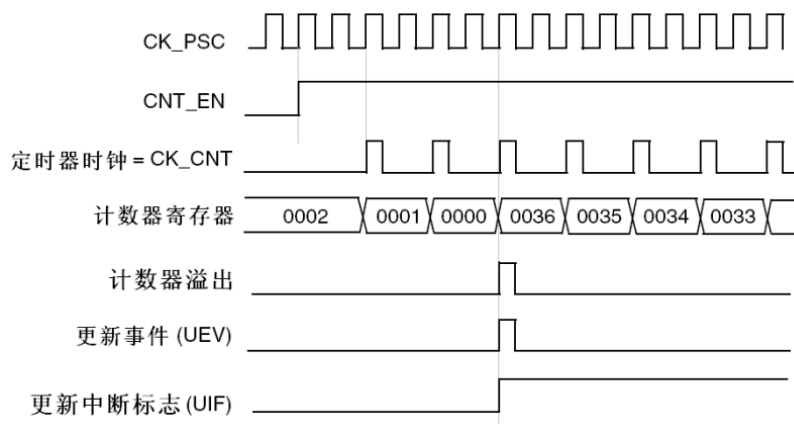 CK_PSC
CNT_EN
定时器时钟 = CK_CNT
计数器寄存器 0002 0001 0000 0036 0035 0034 0033
计数器溢出
更新事件 (UEV)
更新中断标志 (UIF)